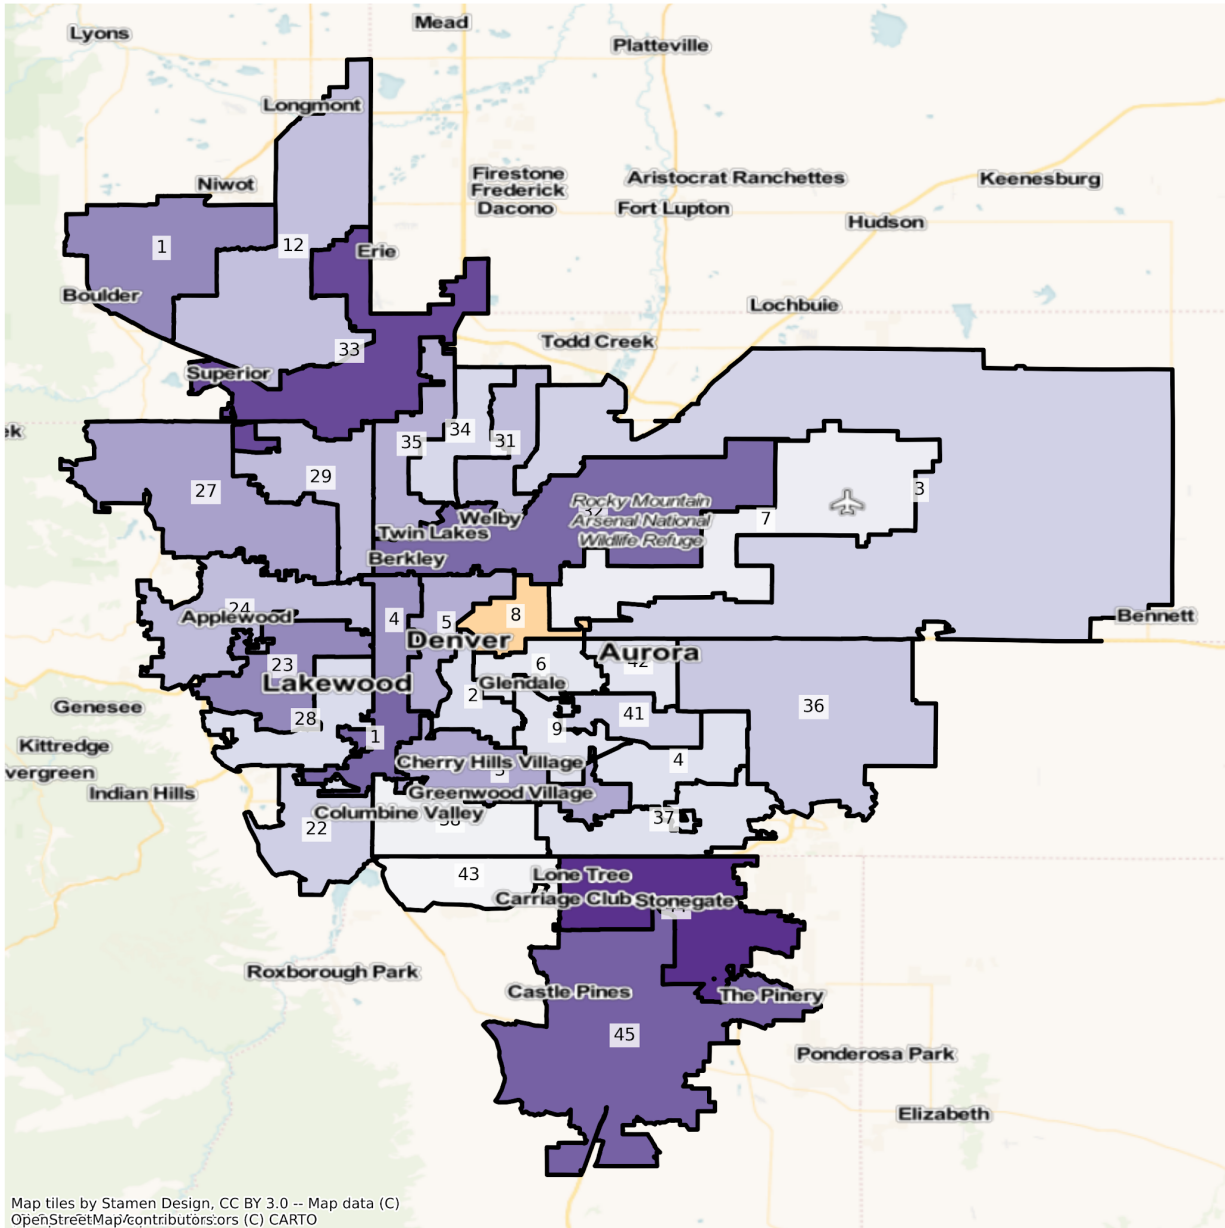 Mead
Lyons
Platteville
Longmont
Firestone
Frederick
Dacono
Aristocrat Ranchettes
Keenesburg
Niwot
Fort Lupton
Hudson
1
12
Erie
Boulder
Lochbuie
Todd Creek
33
Superior
34
31
35
29
27
3
Rocky Mountain
Arsenal National
Wildlife Refuge
7
Welby
Twin Lakes
Berkley
24
Applewood
4
5
8
Bennett
Denver
Aurora
42
6
23
Lakewood
Glendale
2
Genesee
36
28
41
9
1
Kittredge
vergreen
Cherry Hills Village
4
Indian Hills
Greenwood Village
Columbine Valley
22
37
43
Lone Tree
Carriage Club
Stonegate
Roxborough Park
Castle Pines
The Pinery
45
Ponderosa Park
Elizabeth
Map tiles by Stamen Design, CC BY 3.0 -- Map data (C)
OpenStreetMap contributors (C) CARTO